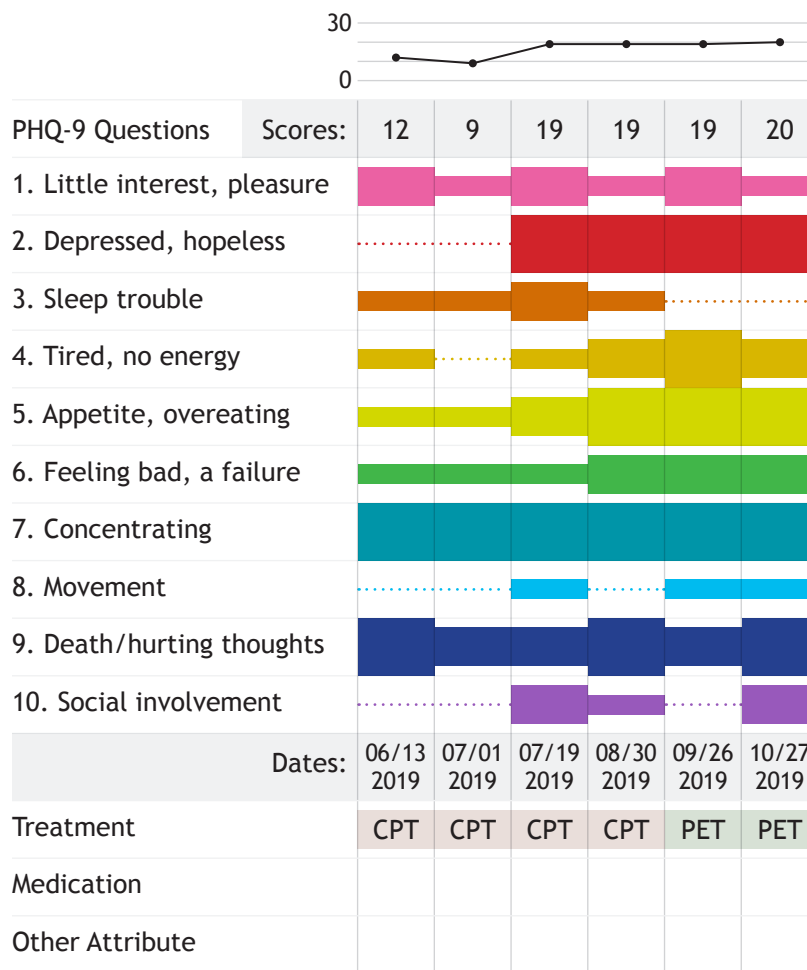 30
0
PHQ-9 Questions Scores: 12 9 19 19 19 20
1. Little interest, pleasure
2. Depressed, hopeless
3. Sleep trouble
4. Tired, no energy
5. Appetite, overeating
6. Feeling bad, a failure
7. Concentrating
8. Movement
9. Death/hurting thoughts
10. Social involvement
Dates: 06/13 2019 07/01 2019 07/19 2019 08/30 2019 09/26 2019 10/27 2019
Treatment CPT CPT CPT CPT PET PET
Medication
Other Attribute